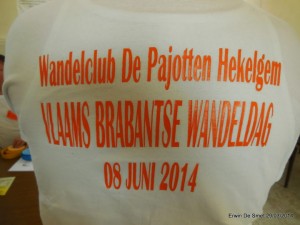 Wandelclub De Pajotten Hekelgem
VLAAMS BRABANTSE WANDELDAG
08 JUNI 2014